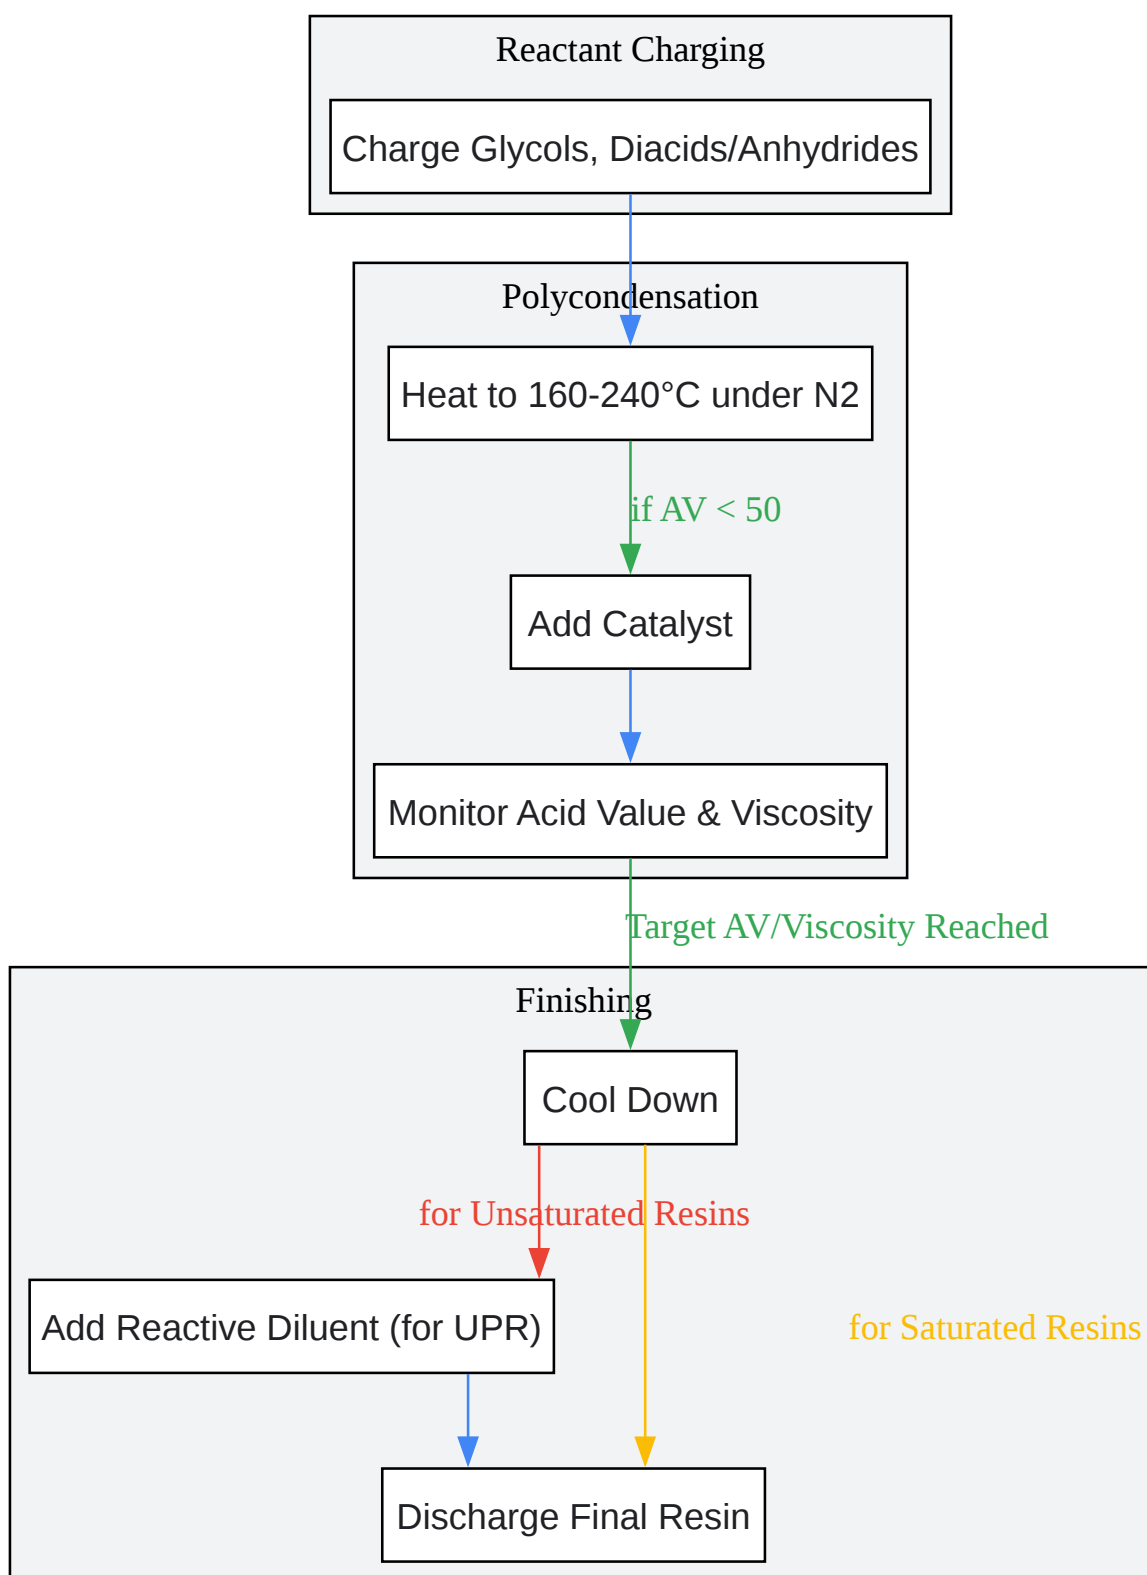 Reactant Charging
Charge Glycols, Diacids/Anhydrides
Polycondensation
Heat to 160-240°C under N2
if AV < 50
Add Catalyst
Monitor Acid Value & Viscosity
Target AV/Viscosity Reached
Finishing
Cool Down
for Unsaturated Resins
Add Reactive Diluent (for UPR)
for Saturated Resins
Discharge Final Resin